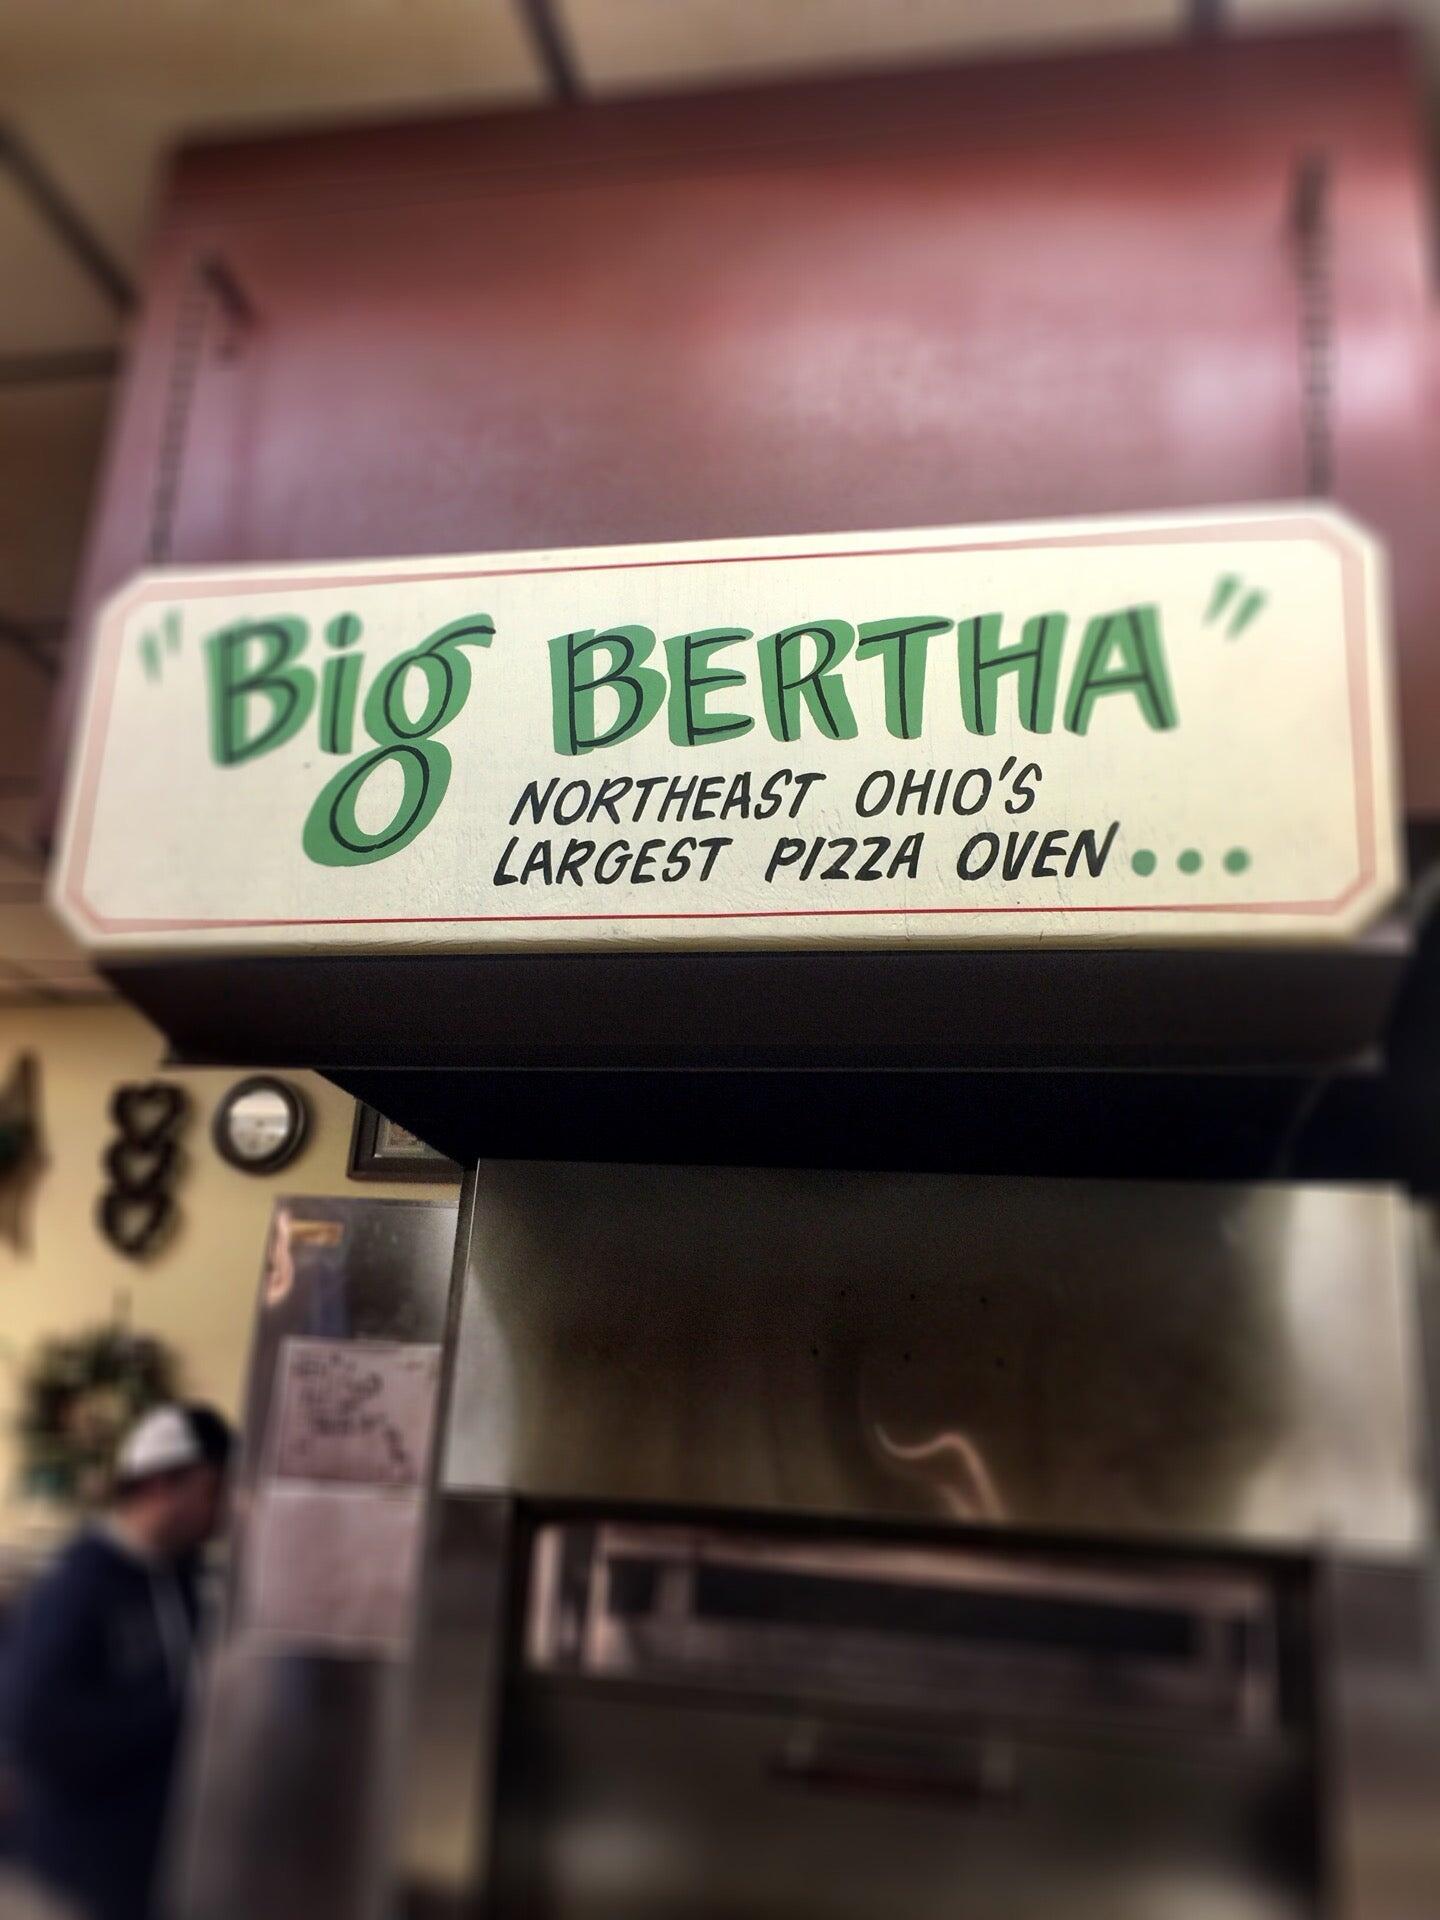 "Big BERTHA"
NORTHEAST OHIO'S
LARGEST PIZZA OVEN...